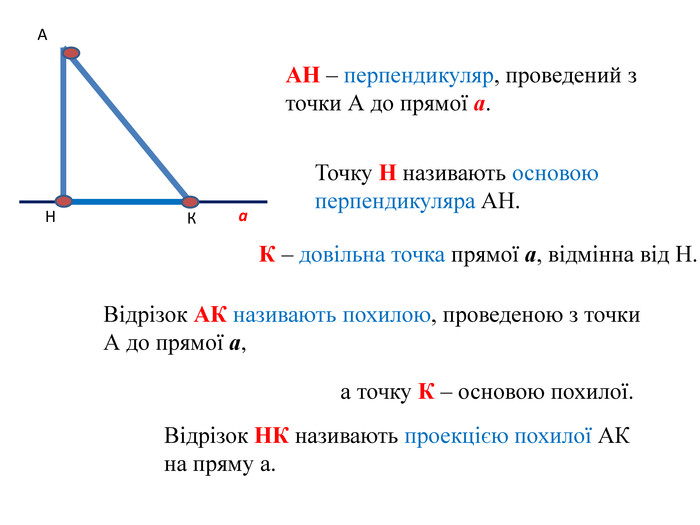 А
АН – перпендикуляр, проведений з
точки А до прямої а.
Точку Н називають основою
перпендикуляра АН.
Н
К
а
К – довільна точка прямої а, відмінна від Н.
Відрізок АК називають похилою, проведеною з точки
А до прямої а,
а точку К – основою похилої.
Відрізок НК називають проекцією похилої АК
на пряму а.